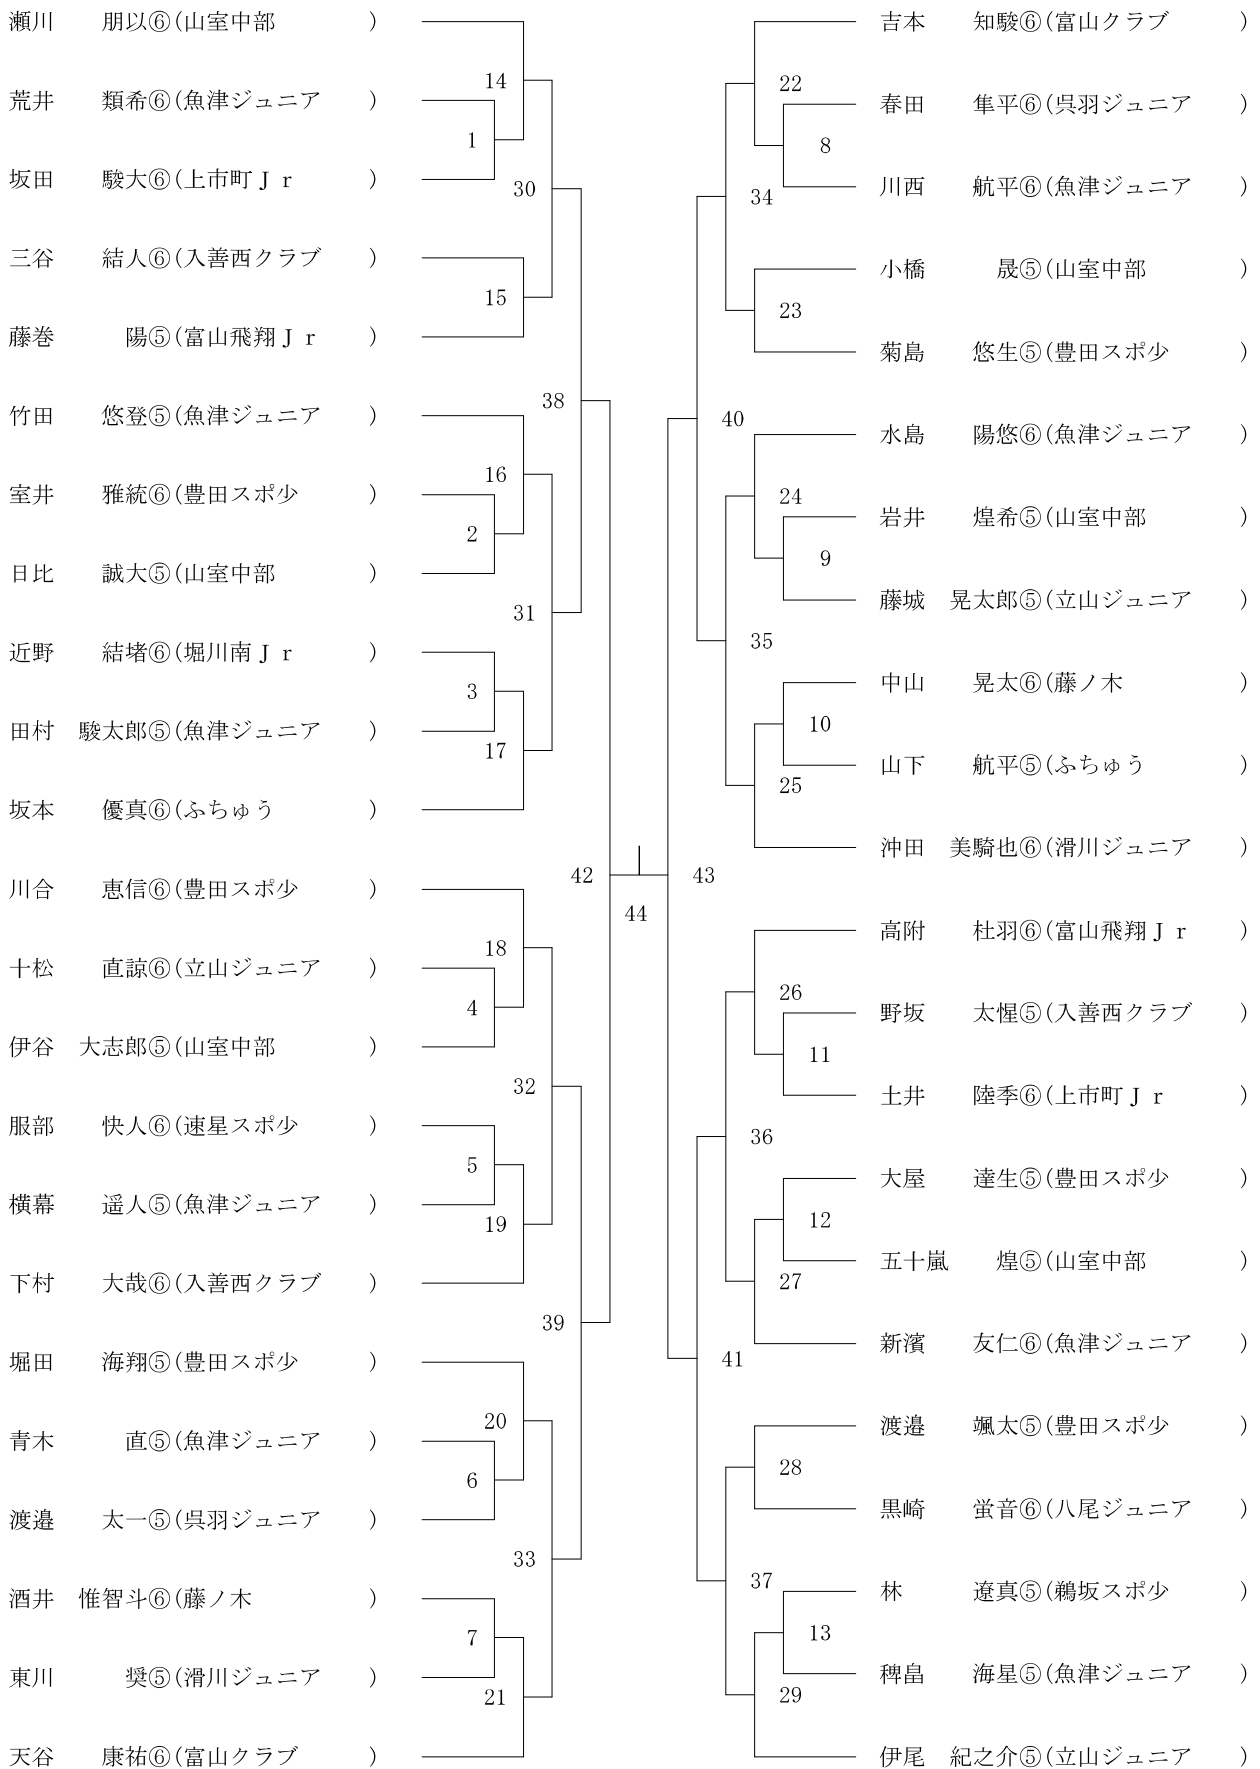 瀬川　　朋以⑥(山室中部　　　　)
14
荒井　　類希⑥(魚津ジュニア　　)
1
坂田　　駿大⑥(上市町Ｊｒ　　　)
30
三谷　　結人⑥(入善西クラブ　　)
15
藤巻　　　陽⑤(富山飛翔Ｊｒ　　)
38
竹田　　悠登⑤(魚津ジュニア　　)
16
室井　　雅統⑥(豊田スポ少　　　)
2
日比　　誠大⑤(山室中部　　　　)
31
近野　　結堵⑥(堀川南Ｊｒ　　　)
3
田村　駿太郎⑤(魚津ジュニア　　)
17
坂本　　優真⑥(ふちゅう　　　　)
42
川合　　恵信⑥(豊田スポ少　　　)
18
十松　　直諒⑥(立山ジュニア　　)
4
伊谷　大志郎⑤(山室中部　　　　)
32
服部　　快人⑥(速星スポ少　　　)
5
横幕　　遥人⑤(魚津ジュニア　　)
19
下村　　大哉⑥(入善西クラブ　　)
39
堀田　　海翔⑤(豊田スポ少　　　)
20
青木　　　直⑤(魚津ジュニア　　)
6
渡邉　　太一⑤(呉羽ジュニア　　)
33
酒井　惟智斗⑥(藤ノ木　　　　　)
7
東川　　　奨⑤(滑川ジュニア　　)
21
天谷　　康祐⑥(富山クラブ　　　)
44
吉本　　知駿⑥(富山クラブ　　　)
22
春田　　隼平⑥(呉羽ジュニア　　)
8
川西　　航平⑥(魚津ジュニア　　)
34
小橋　　　晟⑤(山室中部　　　　)
23
菊島　　悠生⑤(豊田スポ少　　　)
40
水島　　陽悠⑥(魚津ジュニア　　)
24
岩井　　煌希⑤(山室中部　　　　)
9
藤城　晃太郎⑤(立山ジュニア　　)
35
中山　　晃太⑥(藤ノ木　　　　　)
10
山下　　航平⑤(ふちゅう　　　　)
25
沖田　美騎也⑥(滑川ジュニア　　)
43
高附　　杜羽⑥(富山飛翔Ｊｒ　　)
26
野坂　　太惺⑤(入善西クラブ　　)
11
土井　　陸季⑥(上市町Ｊｒ　　　)
36
大屋　　達生⑤(豊田スポ少　　　)
12
五十嵐　　煌⑤(山室中部　　　　)
27
新濱　　友仁⑥(魚津ジュニア　　)
41
渡邉　　颯太⑤(豊田スポ少　　　)
28
黒崎　　蛍音⑥(八尾ジュニア　　)
37
林　　　遼真⑤(鵜坂スポ少　　　)
13
稗畠　　海星⑤(魚津ジュニア　　)
29
伊尾　紀之介⑤(立山ジュニア　　)